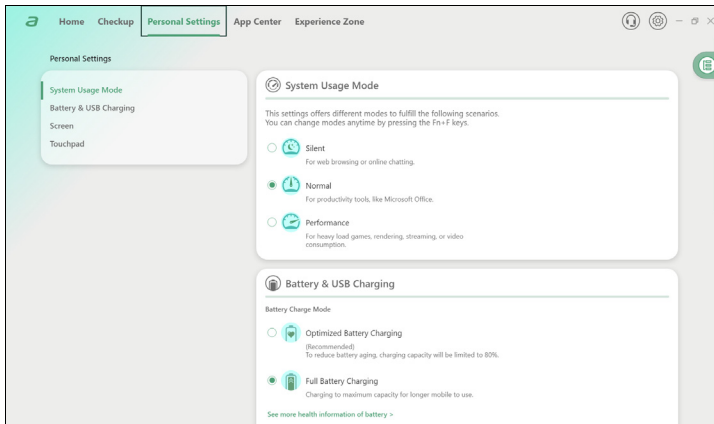 a Home Checkup Personal Settings App Center Experience Zone
Personal Settings
System Usage Mode
Battery & USB Charging
Screen
Touchpad
System Usage Mode
This settings offers different modes to fulfill the following scenarios.
You can change modes anytime by pressing the Fn+F keys.
Silent
For web browsing or online chatting.
Normal
For productivity tools, like Microsoft Office.
Performance
For heavy load games, rendering, streaming, or video
consumption.
Battery & USB Charging
Battery Charge Mode
Optimized Battery Charging
(Recommended)
To reduce battery aging, charging capacity will be limited to 80%.
Full Battery Charging
Charging to maximum capacity for longer mobile to use.
See more health information of battery >